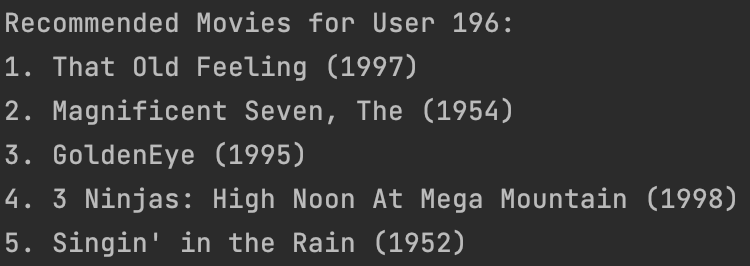 Recommended Movies for User 196:
1. That Old Feeling (1997)
2. Magnificent Seven, The (1954)
3. GoldenEye (1995)
4. 3 Ninjas: High Noon At Mega Mountain (1998)
5. Singin' in the Rain (1952)